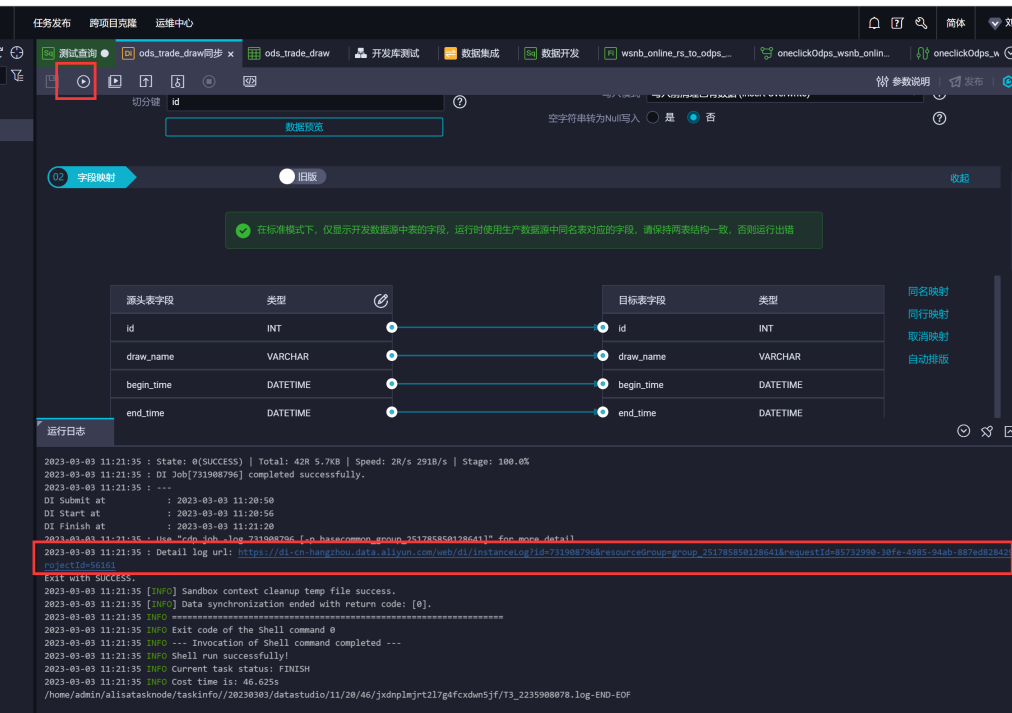 任务发布 跨项目克隆 运维中心 简体
Sq 测试查询 Di ods_trade_draw同步 × ods_trade_draw 开发库测试 数据集成 Sq 数据开发 FI wsnb_online_rs_to_odps_... oneclickOdps_wsnb_onlin... oneclickOdps_w
参数说明 发布
切分键 id
数据预览
空字符串转为Null写入 是 否
02 字段映射 旧版 收起
在标准模式下，仅显示开发数据源中表的字段，运行时使用生产数据源中同名表对应的字段，请保持两表结构一致，否则运行出错
源头表字段 类型 目标表字段 类型 同名映射
id INT id INT 同行映射
取消映射
draw_name VARCHAR draw_name VARCHAR 自动排版
begin_time DATETIME begin_time DATETIME
end_time DATETIME end_time DATETIME
运行日志
2023-03-03 11:21:35 : State: 0(SUCCESS) | Total: 42R 5.7KB | Speed: 2R/s 291B/s | Stage: 100.0%
2023-03-03 11:21:35 : DI Job[731908796] completed successfully.
2023-03-03 11:21:35 : ---
DI Submit at : 2023-03-03 11:20:50
DI Start at : 2023-03-03 11:20:56
DI Finish at : 2023-03-03 11:21:20
2023-03-03 11:21:35 : Use "cdp job -log 731908796 [-p basecommon_group_251785850128641]" for more detail.
2023-03-03 11:21:35 : Detail log url: https://di-cn-hangzhou.data.aliyun.com/web/di/instanceLog?id=731908796&resourceGroup=group_251785850128641&requestId=85732990-30fe-4985-94ab-887ed82842
rojectId=56161
Exit with SUCCESS.
2023-03-03 11:21:35 [INFO] Sandbox context cleanup temp file success.
2023-03-03 11:21:35 [INFO] Data synchronization ended with return code: [0].
2023-03-03 11:21:35 INFO =================================================================
2023-03-03 11:21:35 INFO Exit code of the Shell command 0
2023-03-03 11:21:35 INFO --- Invocation of Shell command completed ---
2023-03-03 11:21:35 INFO Shell run successfully!
2023-03-03 11:21:35 INFO Current task status: FINISH
2023-03-03 11:21:35 INFO Cost time is: 46.625s
/home/admin/alisatasknode/taskinfo//20230303/datastudio/11/20/46/jxdnplmjrt2l7g4fcxdwn5jf/T3_2235908078.log-END-EOF